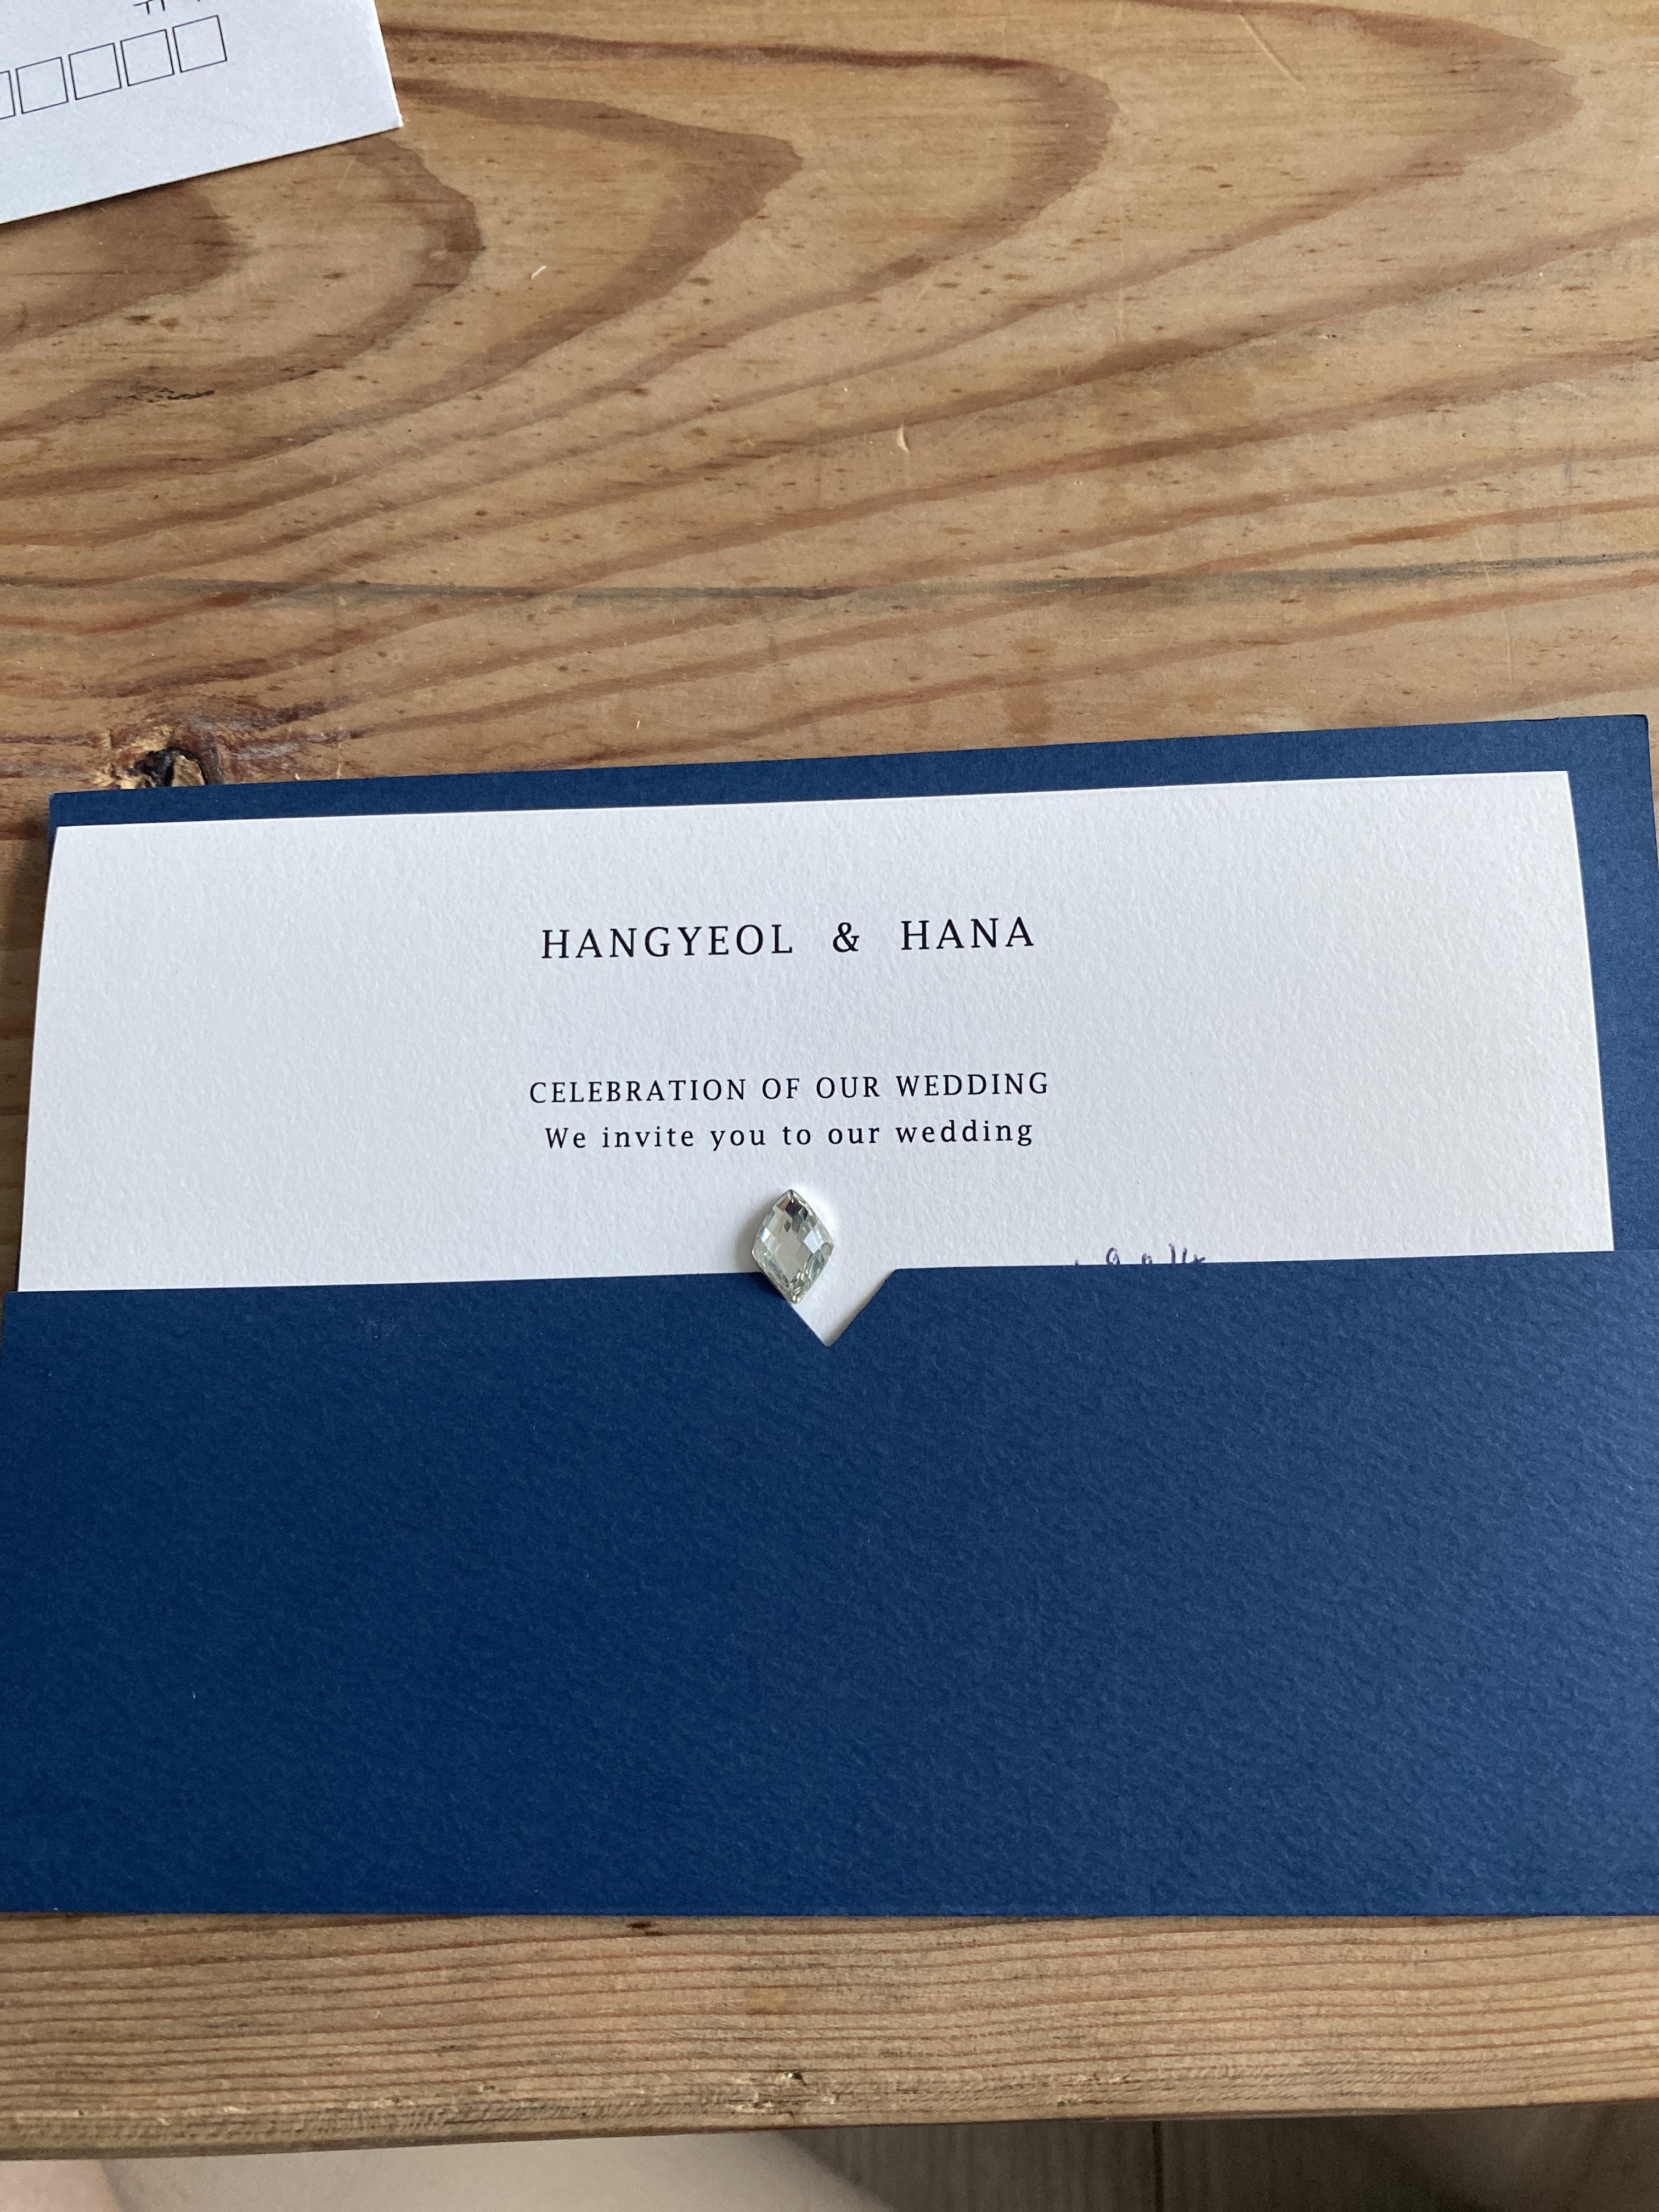 HANGYEOL & HANA
CELEBRATION OF OUR WEDDING
We invite you to our wedding